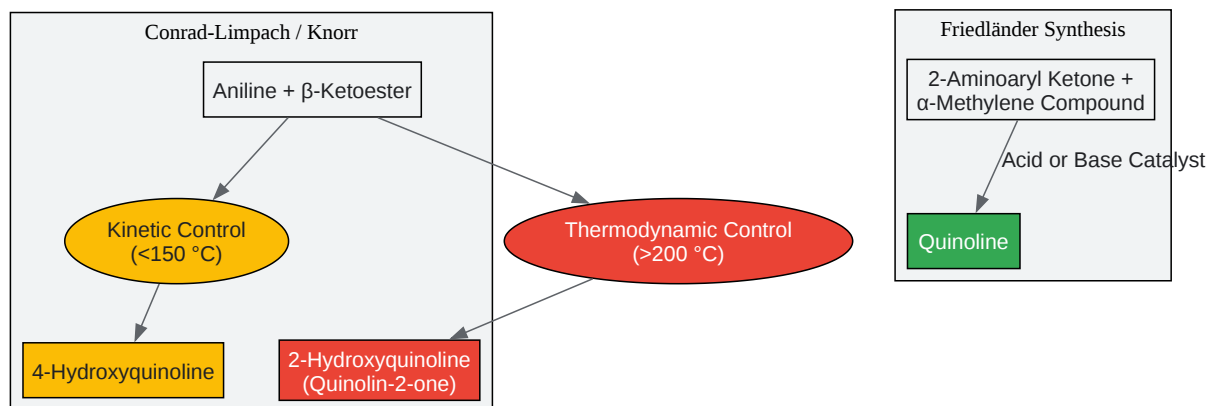 Conrad-Limpach / Knorr
Aniline + β-Ketoester
Kinetic Control
(<150 °C)
Thermodynamic Control
(>200 °C)
4-Hydroxyquinoline
2-Hydroxyquinoline
(Quinolin-2-one)
Friedländer Synthesis
2-Aminoaryl Ketone +
α-Methylene Compound
Acid or Base Catalyst
Quinoline